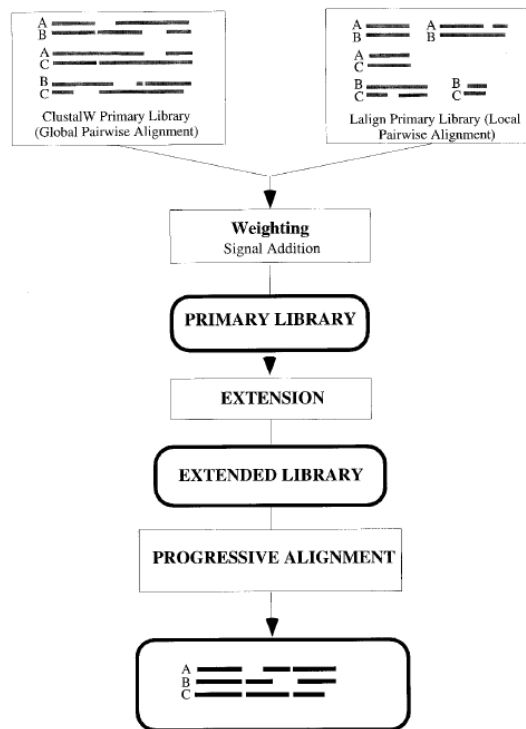 A
B
A
C
B
C
ClustalW Primary Library
(Global Pairwise Alignment)
A
B
A
B
A
C
B
C
B
C
Lalign Primary Library (Local
Pairwise Alignment)
Weighting
Signal Addition
PRIMARY LIBRARY
EXTENSION
EXTENDED LIBRARY
PROGRESSIVE ALIGNMENT
A
B
C